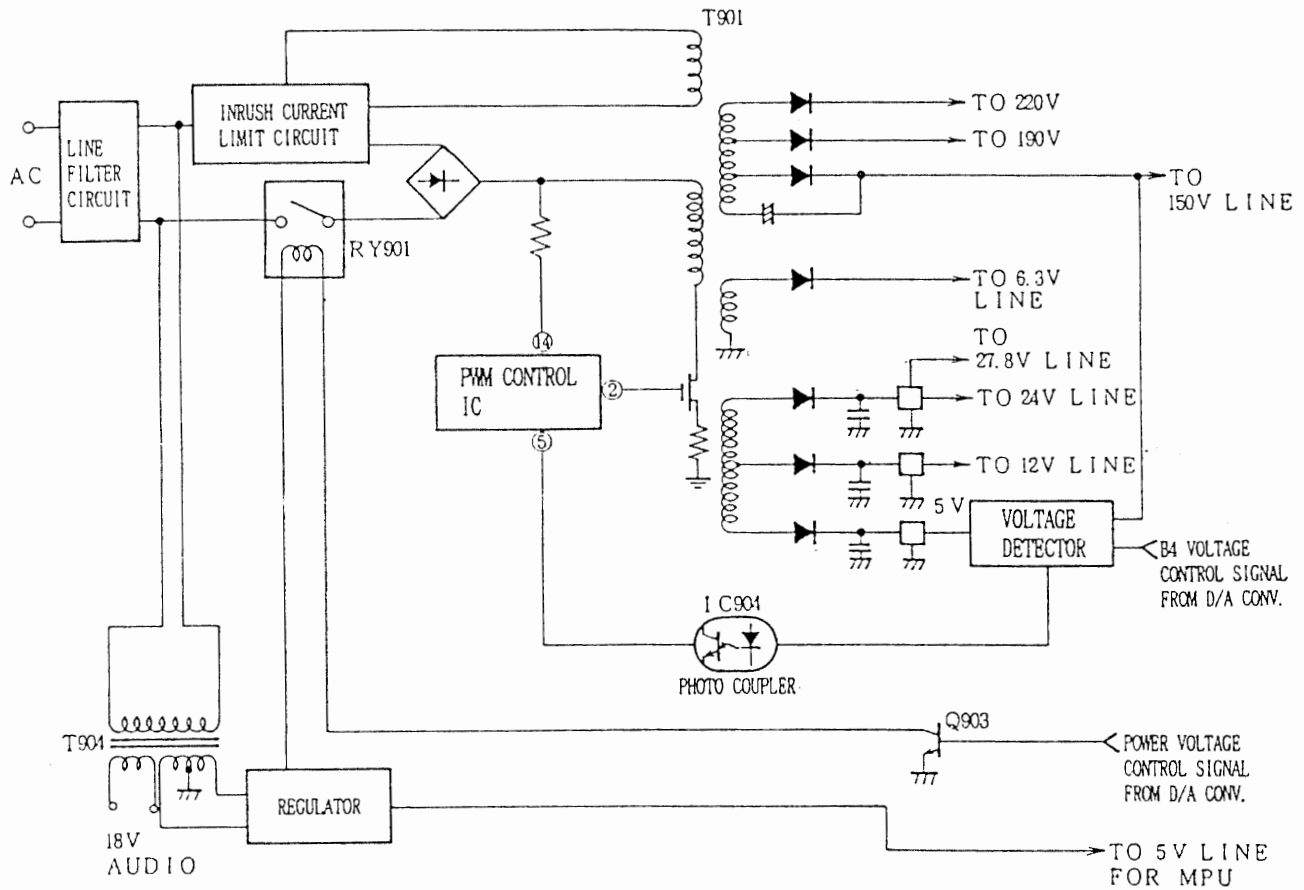 T901
INRUSH CURRENT
LIMIT CIRCUIT
LINE
FILTER
CIRCUIT
AC
RY901
TO 220V
TO 190V
TO
150V LINE
TO 6.3V
LINE
TO
27.8V LINE
TO 24V LINE
TO 12V LINE
14
PWM CONTROL
IC
2
5
5V
VOLTAGE
DETECTOR
B4 VOLTAGE
CONTROL SIGNAL
FROM D/A CONV.
IC904
PHOTO COUPLER
T904
Q903
POWER VOLTAGE
CONTROL SIGNAL
FROM D/A CONV.
REGULATOR
18V
AUDIO
TO 5V LINE
FOR MPU